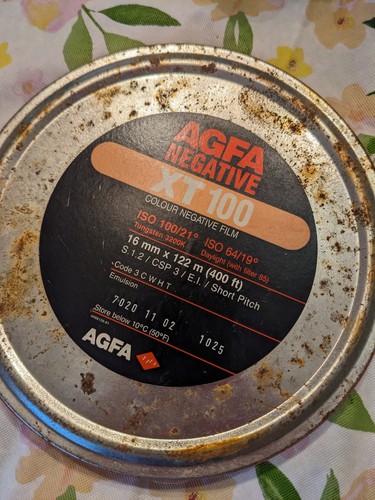 AGFA
NEGATIVE
XT 100
COLOUR NEGATIVE FILM
ISO 100/21° ISO 64/19°
Tungsten 3200K Daylight (with filter 85)
16 mm x 122 m (400 ft)
S.1.2 / CSP 3 / E.I. / Short Pitch
Code 3 C W H T
Emulsion
7020 11 02 1025
Store below 10°C (50°F)
AGFA